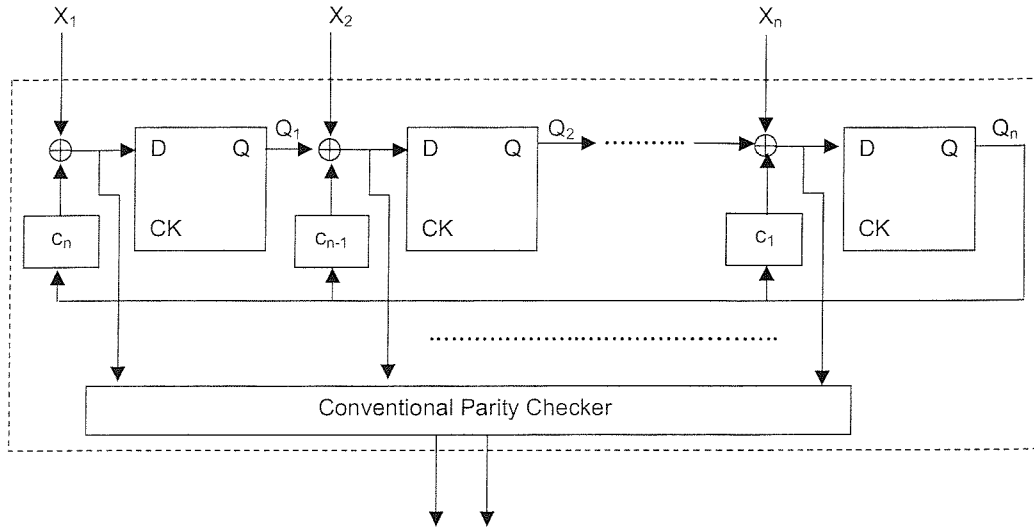 X₁ X₂ Xₙ
Q₁ Q₂ Qₙ
D Q D Q D Q
CK CK CK
cₙ cₙ₋₁ c₁
Conventional Parity Checker